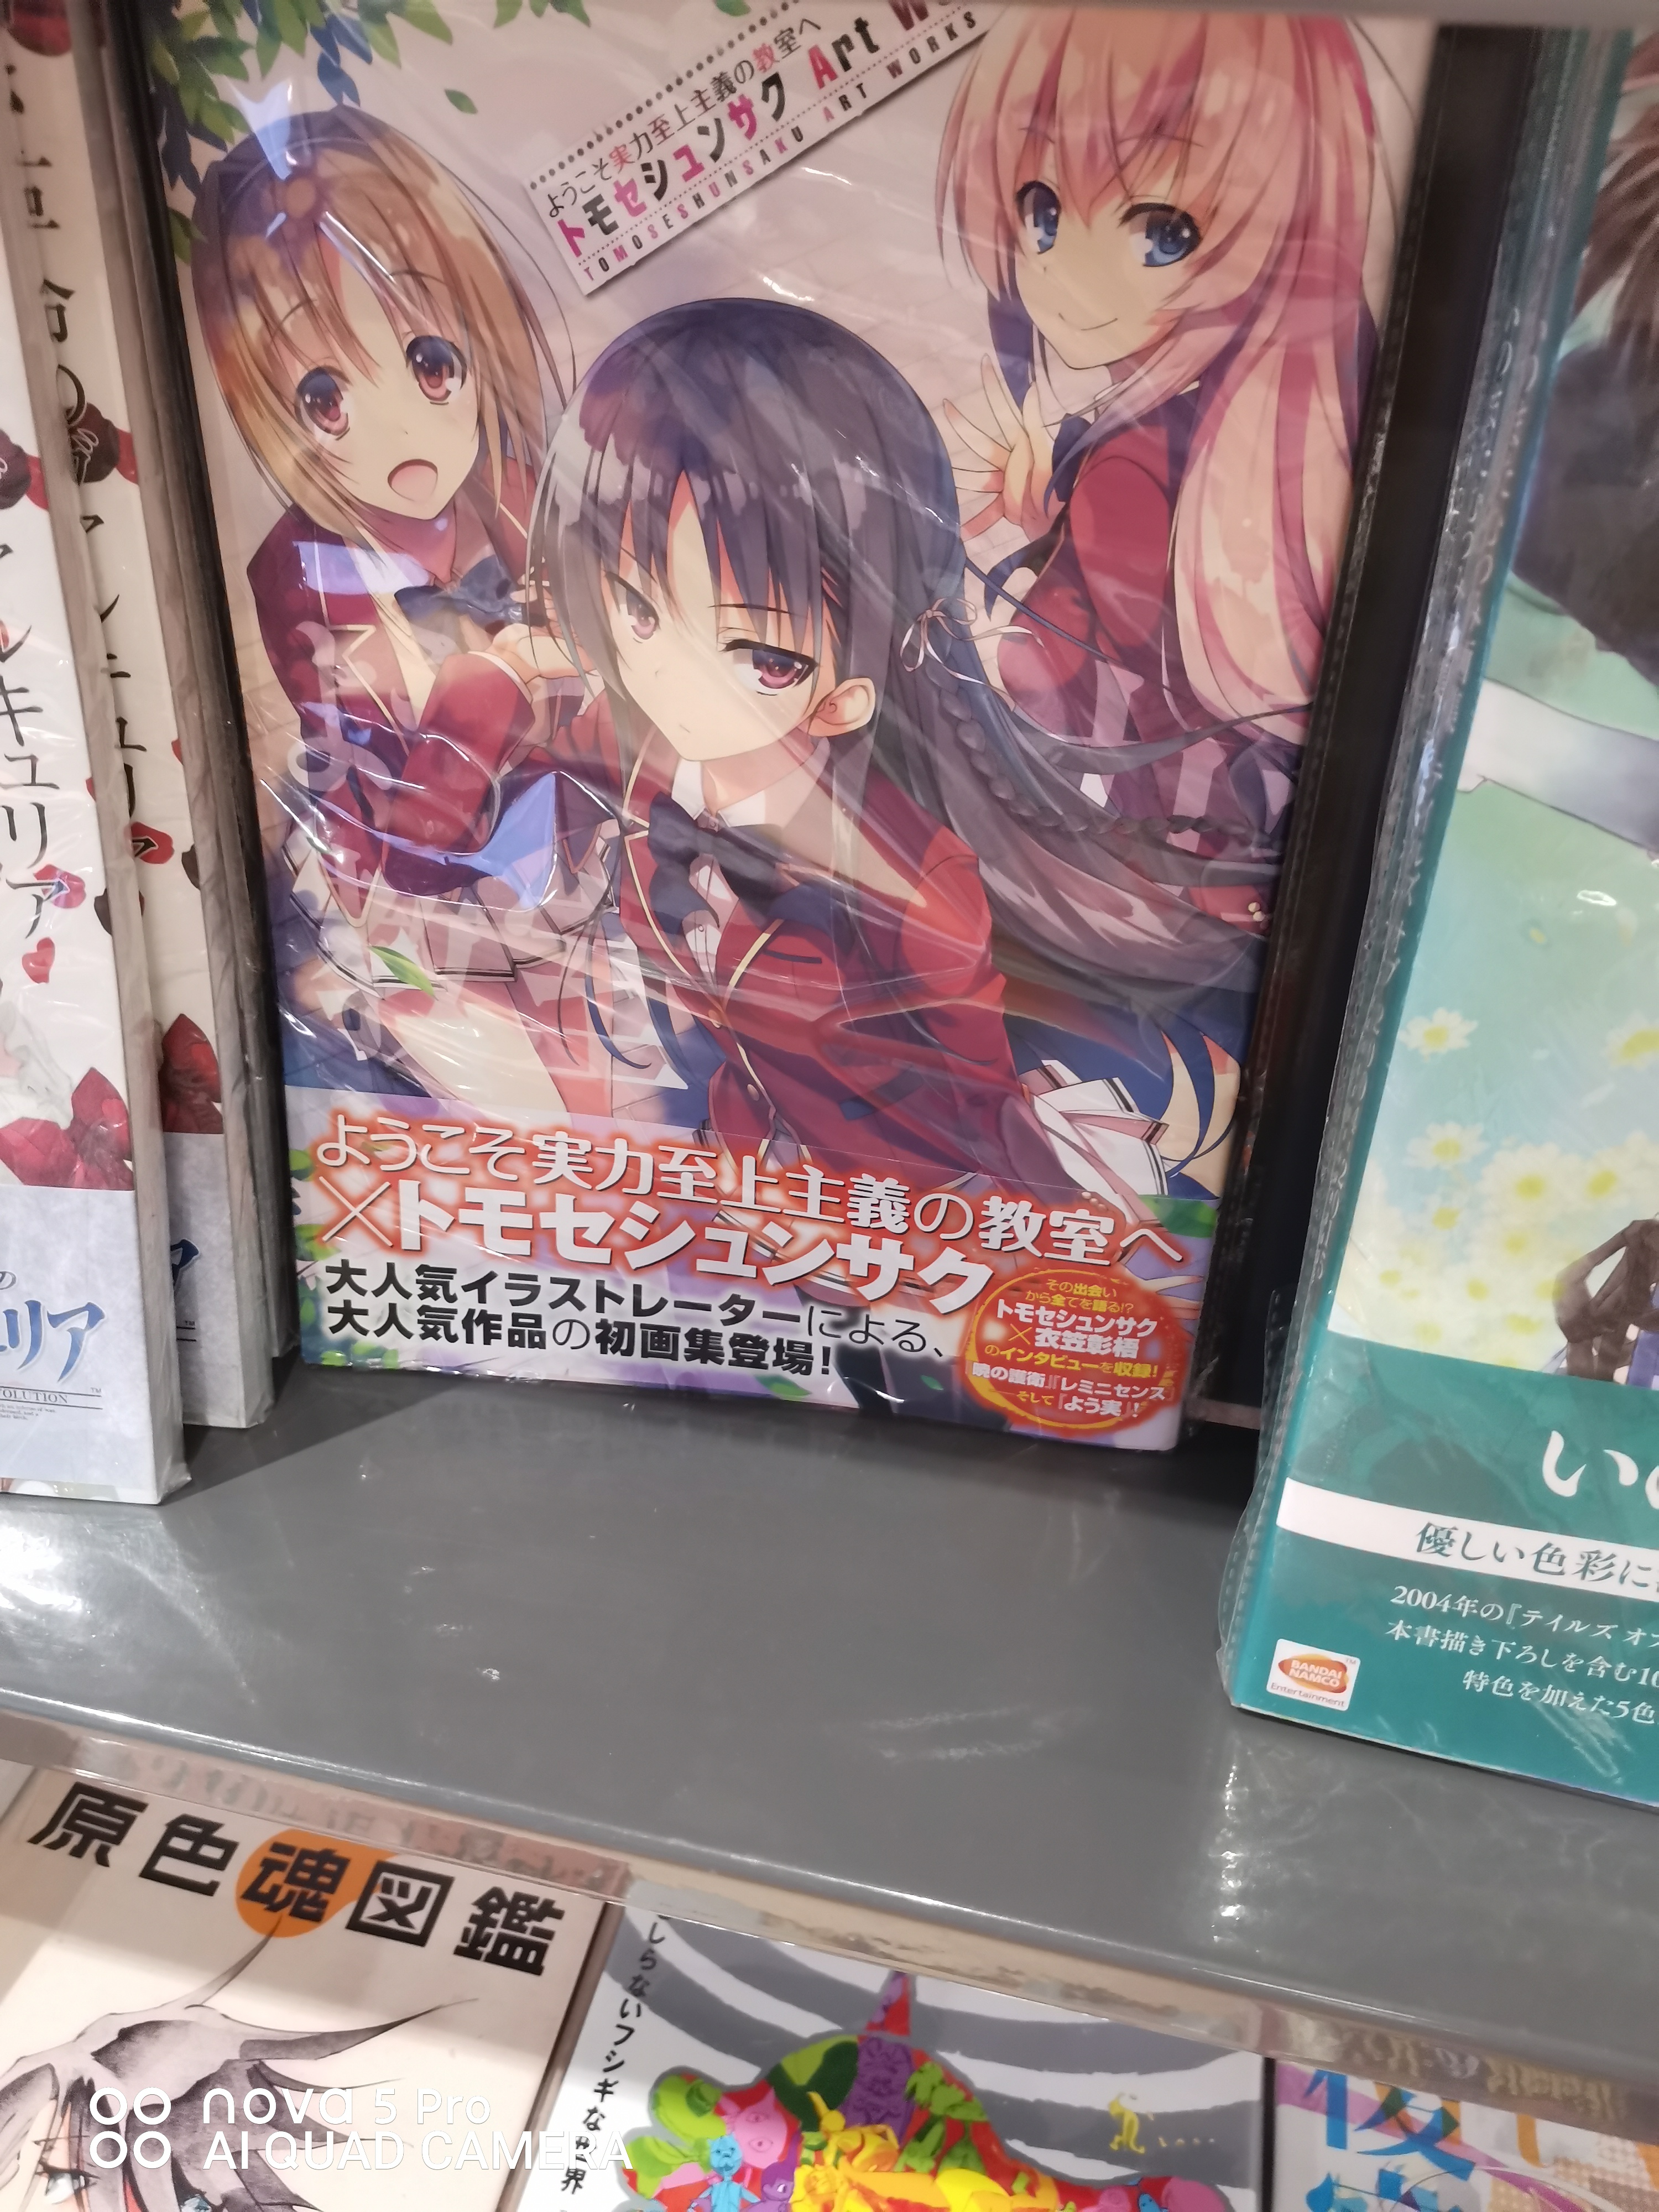 ようこそ実力至上主義の教室へ
トモセシュンサク Art
TOMOSESHUNSAKU ART WORKS
ようこそ実力至上主義の教室へ
×トモセシュンサク
大人気イラストレーターによる、
大人気作品の初画集登場!
その出会い
から全てを語る!?
トモセシュンサク
×衣笠彰梧
のインタビューを収録!
暁の護衛』『レミニセンス』
そして『よう実』!
キュリア
リア
VOLUTION
い
優しい色彩に
2004年の『テイルズ オブ
本書描き下ろしを含む10
特色を加えた5色
BANDAI
NAMCO
Entertainment
原色魂図鑑
しらないフシギな世界
夜
nova 5 Pro
AI QUAD CAMERA